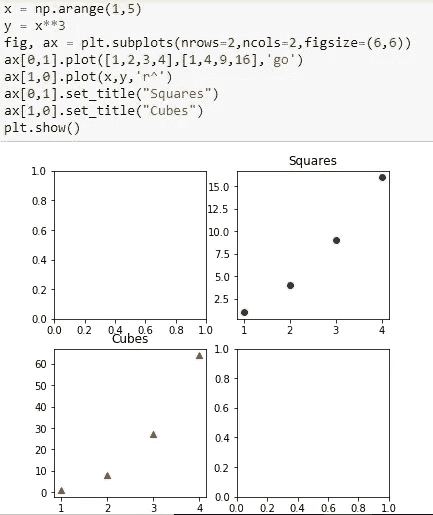 x = np.arange(1,5)
y = x**3
fig, ax = plt.subplots(nrows=2,ncols=2,figsize=(6,6))
ax[0,1].plot([1,2,3,4],[1,4,9,16],'go')
ax[1,0].plot(x,y,'r^')
ax[0,1].set_title("Squares")
ax[1,0].set_title("Cubes")
plt.show()
1.0
0.8
0.6
0.4
0.2
0.0
0.0 0.2 0.4 0.6 0.8 1.0
Squares
15.0
12.5
10.0
7.5
5.0
2.5
1 2 3 4
Cubes
60
50
40
30
20
10
0
1 2 3 4
1.0
0.8
0.6
0.4
0.2
0.0
0.0 0.2 0.4 0.6 0.8 1.0